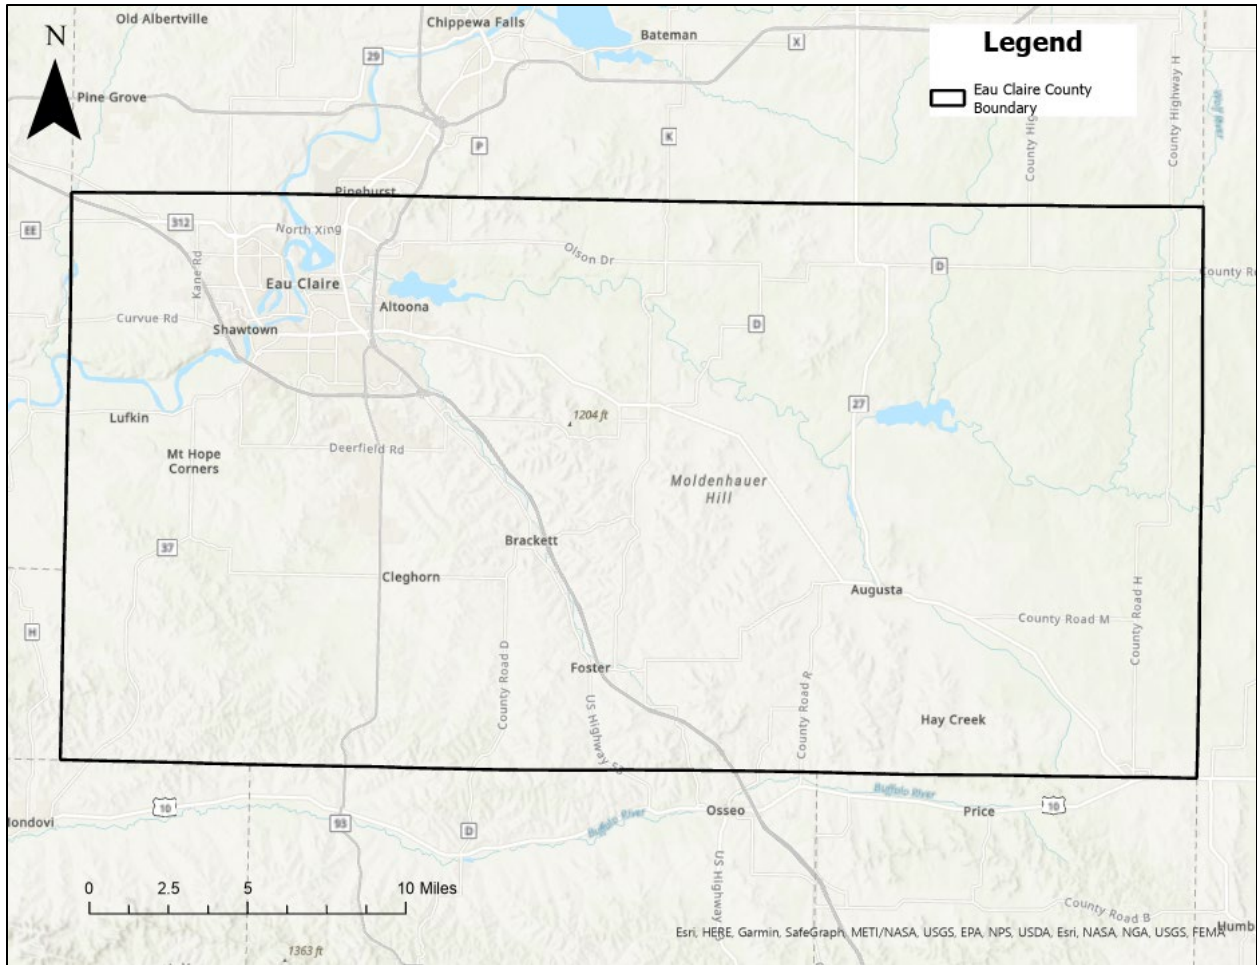 Old Albertville
Chippewa Falls
Bateman
X
Legend
Eau Claire County
Boundary
N
29
Pine Grove
P
K
County Highway H
Wolf River
Pinehurst
312
EE
North Xing
Kane Rd
Olson Dr
D
Eau Claire
Altoona
Curvue Rd
Shawtown
D
Lufkin
1204 ft
27
Deerfield Rd
Mt Hope
Corners
Moldenhauer
Hill
37
Brackett
Cleghorn
Augusta
H
County Road M
County Road H
Foster
County Road D
US Highway 53
County Road R
Hay Creek
Buffalo River
10
ondovi
93
D
Buffalo River
Osseo
Price
10
US Highway
0 2.5 5 10 Miles
County Road B
Humb
Esri, HERE, Garmin, SafeGraph, METI/NASA, USGS, EPA, NPS, USDA, Esri, NASA, NGA, USGS, FEMA
1363 ft